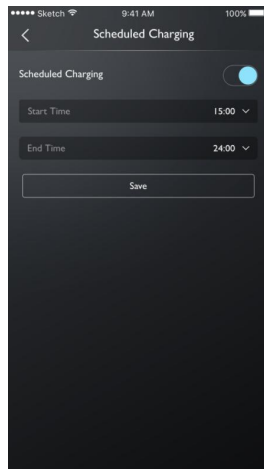 Sketch 9:41 AM 100%
Scheduled Charging
Scheduled Charging
Start Time 15:00
End Time 24:00
Save